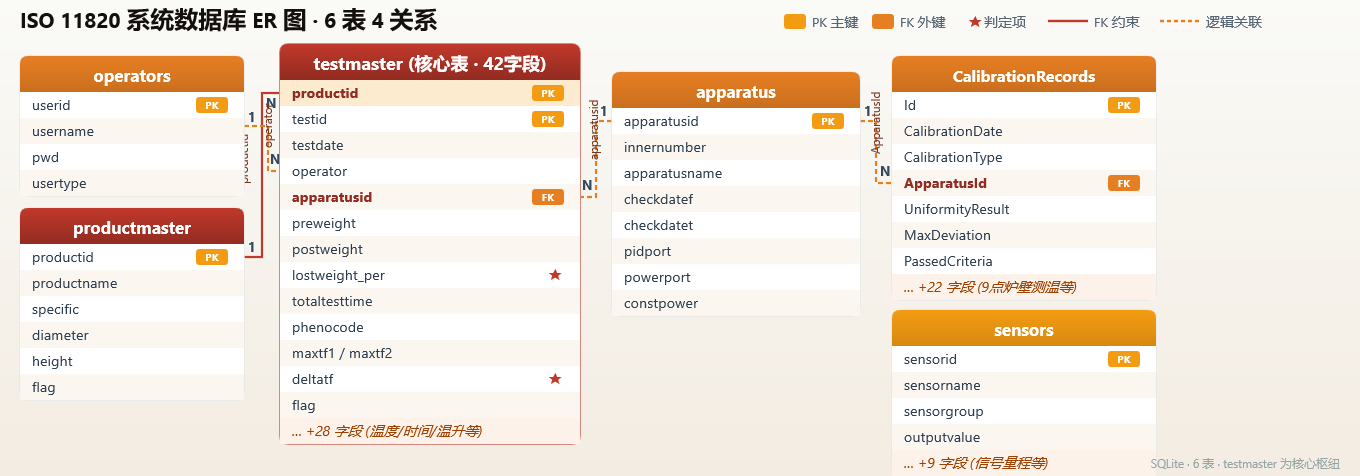 ISO 11820 系统数据库 ER 图 · 6 表 4 关系
PK 主键
FK 外键
★判定项
FK 约束
逻辑关联
operators
userid PK
username
pwd
usertype
productmaster
productid PK
productname
specific
diameter
height
flag
1
productid
1
N
operator
N
testmaster (核心表 · 42字段)
productid PK
testid PK
testdate
operator
apparatusid FK
preweight
postweight
lostweight_per ★
totaltesttime
phenocode
maxtf1 / maxtf2
deltatf ★
flag
... +28 字段 (温度/时间/温升等)
1
apparatusid
N
apparatus
apparatusid PK
innernumber
apparatusname
checkdatef
checkdatet
pidport
powerport
constpower
1
ApparatusId
N
CalibrationRecords
Id PK
CalibrationDate
CalibrationType
ApparatusId FK
UniformityResult
MaxDeviation
PassedCriteria
... +22 字段 (9点炉壁测温等)
sensors
sensorid PK
sensorname
sensorgroup
outputvalue
... +9 字段 (信号量程等)
SQLite · 6 表 · testmaster 为核心枢纽